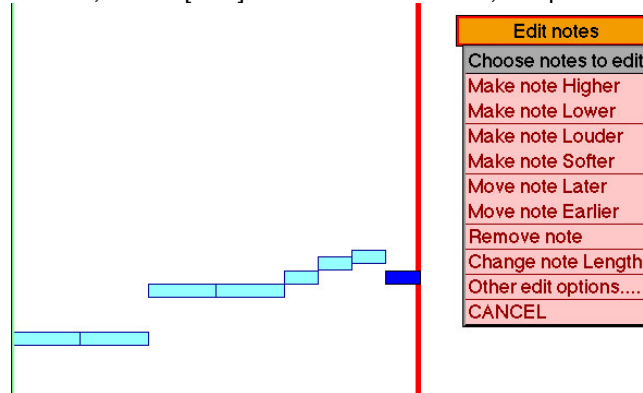 Edit notes
Choose notes to edit
Make note Higher
Make note Lower
Make note Louder
Make note Softer
Move note Later
Move note Earlier
Remove note
Change note Length
Other edit options....
CANCEL